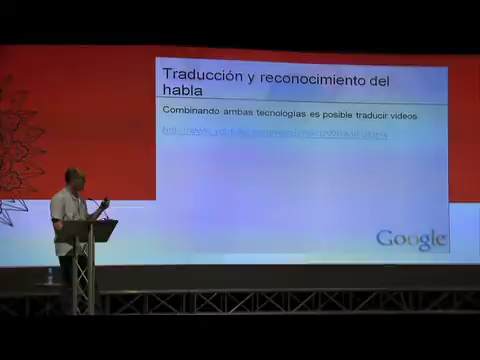 Traducción y reconocimiento del
habla
Combinando ambas tecnologías es posible traducir videos
Google